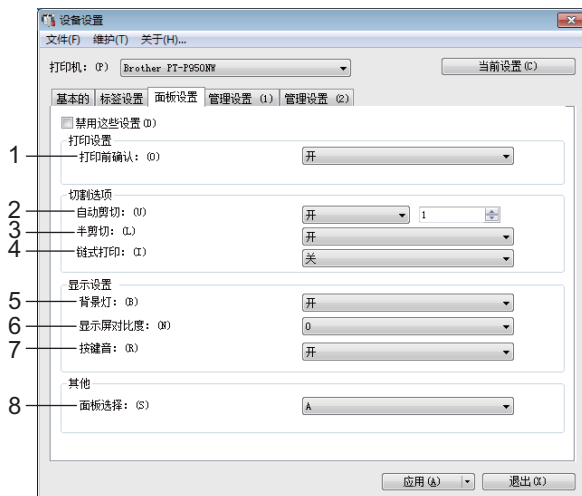 设备设置
文件(F) 维护(T) 关于(H)...
打印机: (P) Brother PT-P950NW 当前设置(C)
基本的 标签设置 面板设置 管理设置 (1) 管理设置 (2)
禁用这些设置(D)
打印设置
1 打印前确认: (O) 开
切割选项
2 自动剪切: (U) 开 1
3 半剪切: (L) 开
4 链式打印: (I) 关
显示设置
5 背景灯: (B) 开
6 显示屏对比度: (N) 0
7 按键音: (R) 开
其他
8 面板选择: (S) A
应用(A) 退出(X)